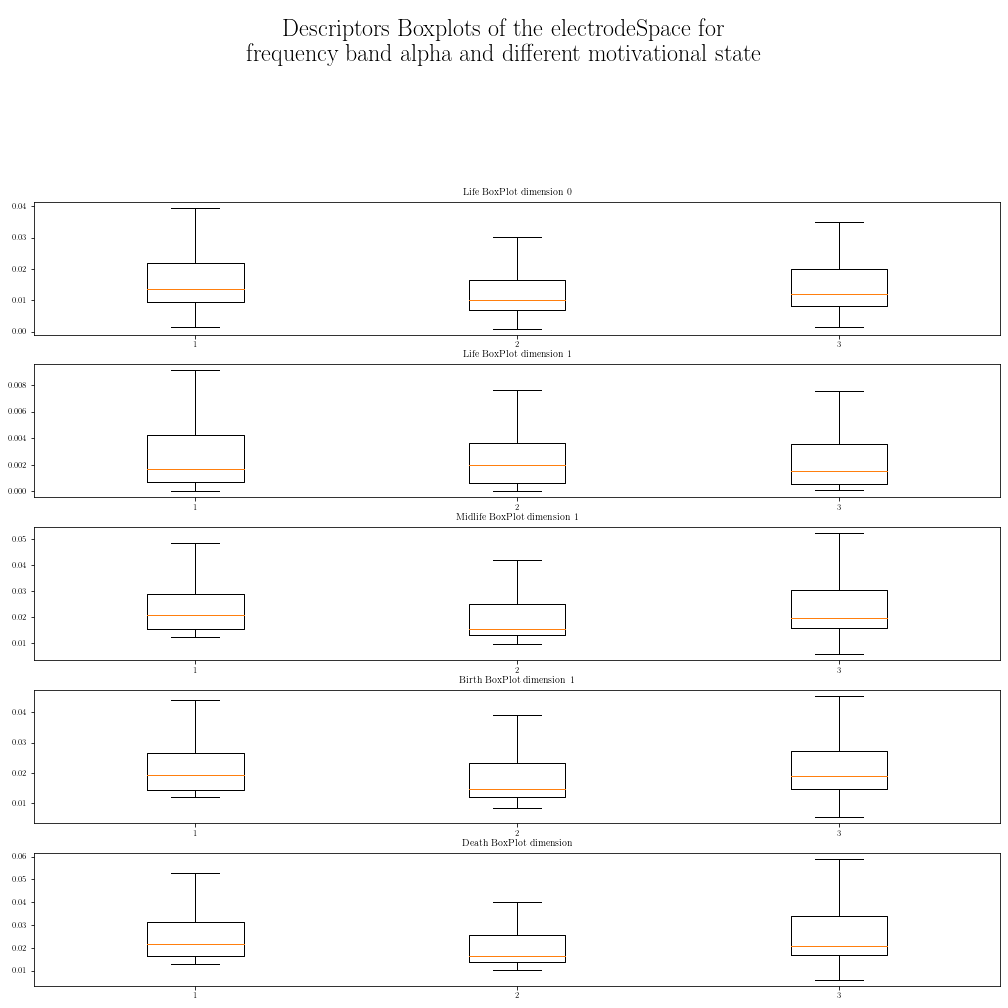 Descriptors Boxplots of the electrodeSpace for
frequency band alpha and different motivational state
Life BoxPlot dimension 0
0.04
0.03
0.02
0.01
0.00
1 2 3
Life BoxPlot dimension 1
0.008
0.006
0.004
0.002
0.000
1 2 3
Midlife BoxPlot dimension 1
0.05
0.04
0.03
0.02
0.01
1 2 3
Birth BoxPlot dimension 1
0.04
0.03
0.02
0.01
1 2 3
Death BoxPlot dimension
0.06
0.05
0.04
0.03
0.02
0.01
1 2 3